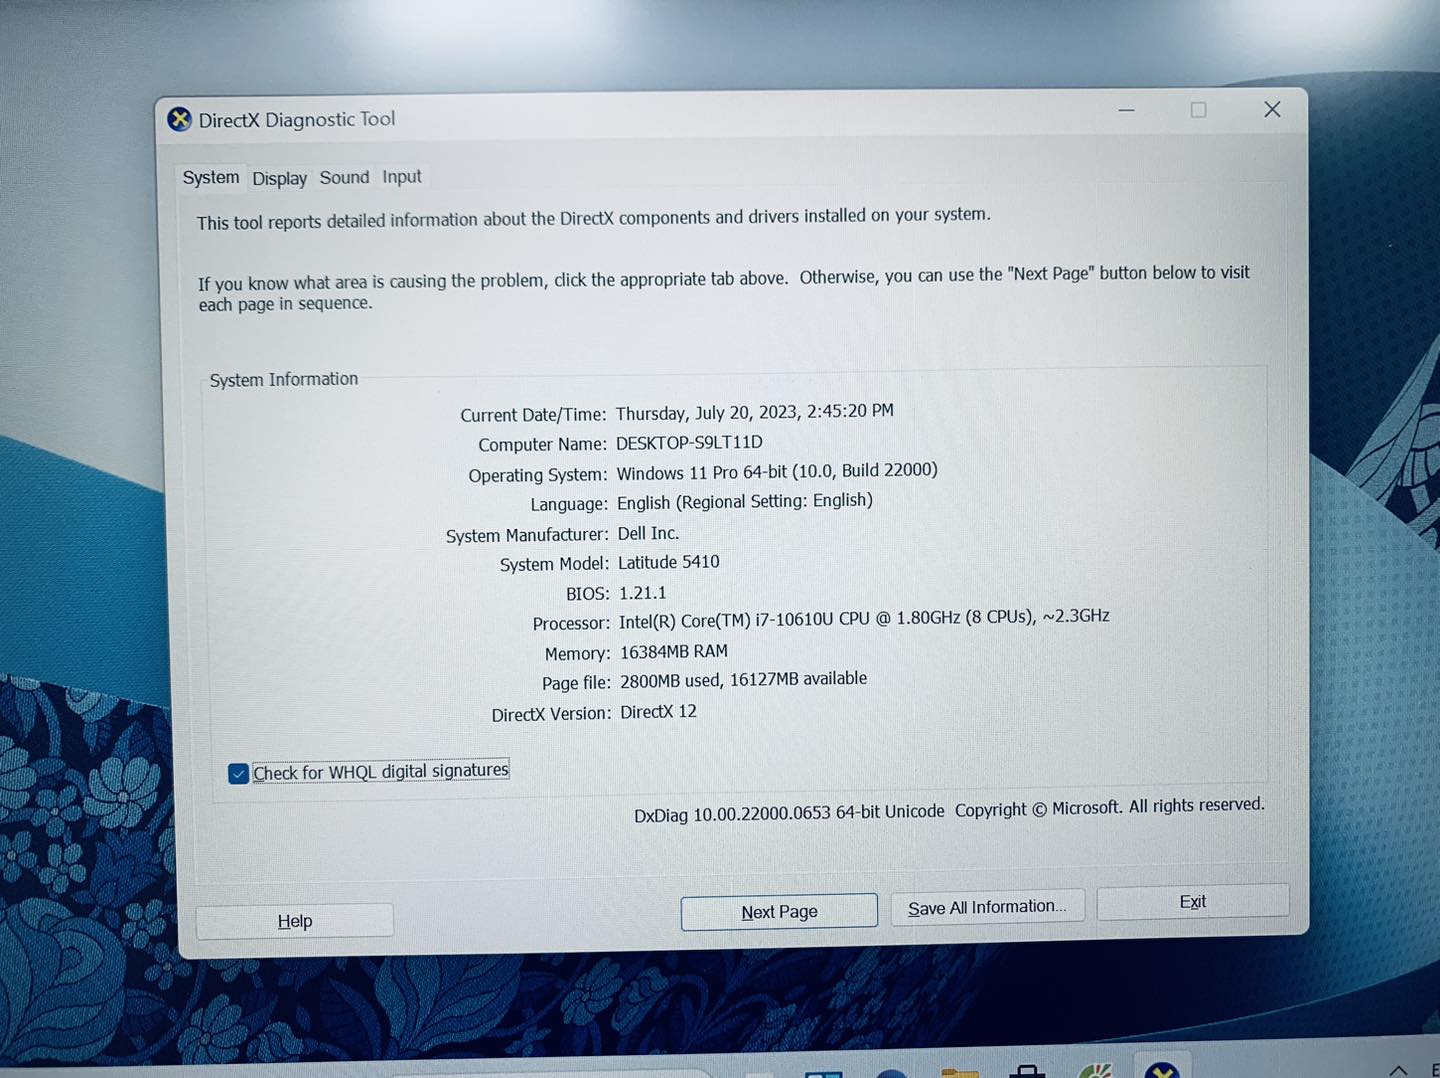 DirectX Diagnostic Tool
System Display Sound Input
This tool reports detailed information about the DirectX components and drivers installed on your system.
If you know what area is causing the problem, click the appropriate tab above. Otherwise, you can use the "Next Page" button below to visit
each page in sequence.
System Information
Current Date/Time: Thursday, July 20, 2023, 2:45:20 PM
Computer Name: DESKTOP-S9LT11D
Operating System: Windows 11 Pro 64-bit (10.0, Build 22000)
Language: English (Regional Setting: English)
System Manufacturer: Dell Inc.
System Model: Latitude 5410
BIOS: 1.21.1
Processor: Intel(R) Core(TM) i7-10610U CPU @ 1.80GHz (8 CPUs), ~2.3GHz
Memory: 16384MB RAM
Page file: 2800MB used, 16127MB available
DirectX Version: DirectX 12
Check for WHQL digital signatures
DxDiag 10.00.22000.0653 64-bit Unicode Copyright © Microsoft. All rights reserved.
Help Next Page Save All Information... Exit